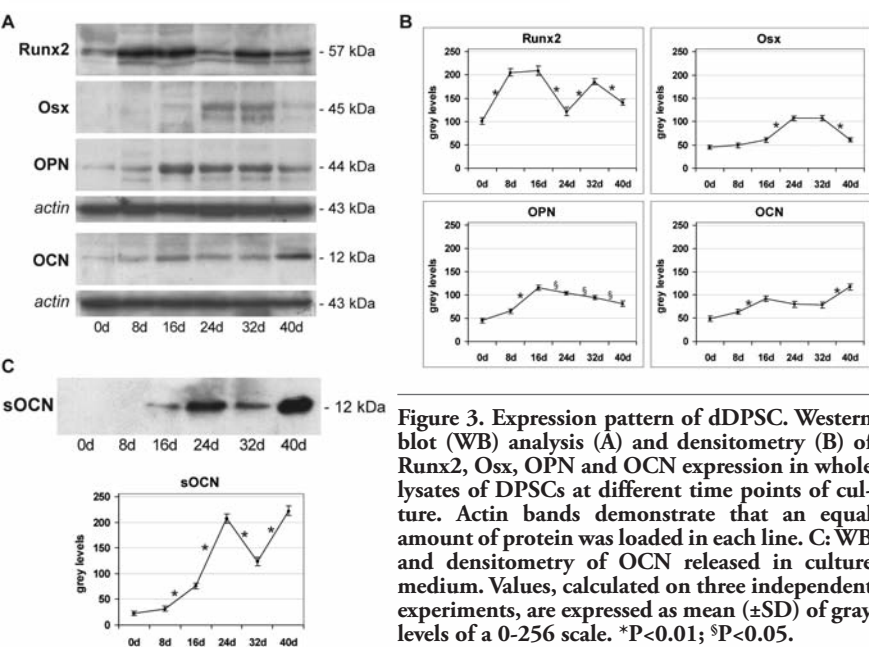 A
Runx2
- 57 kDa
Osx
- 45 kDa
OPN
- 44 kDa
actin
- 43 kDa
OCN
- 12 kDa
actin
- 43 kDa
0d 8d 16d 24d 32d 40d
B
Runx2
grey levels
250
200
150
100
50
0
* * * *
0d 8d 16d 24d 32d 40d
Osx
grey levels
250
200
150
100
50
0
* *
0d 8d 16d 24d 32d 40d
OPN
grey levels
250
200
150
100
50
0
* § § §
0d 8d 16d 24d 32d 40d
OCN
grey levels
250
200
150
100
50
0
* *
0d 8d 16d 24d 32d 40d
C
sOCN
- 12 kDa
0d 8d 16d 24d 32d 40d
sOCN
grey levels
250
200
150
100
50
0
* * * *
0d 8d 16d 24d 32d 40d
Figure 3. Expression pattern of dDPSC. Western
blot (WB) analysis (A) and densitometry (B) of
Runx2, Osx, OPN and OCN expression in whole
lysates of DPSCs at different time points of cul-
ture. Actin bands demonstrate that an equal
amount of protein was loaded in each line. C: WB
and densitometry of OCN released in culture
medium. Values, calculated on three independent
experiments, are expressed as mean (±SD) of gray
levels of a 0-256 scale. *P<0.01; §P<0.05.